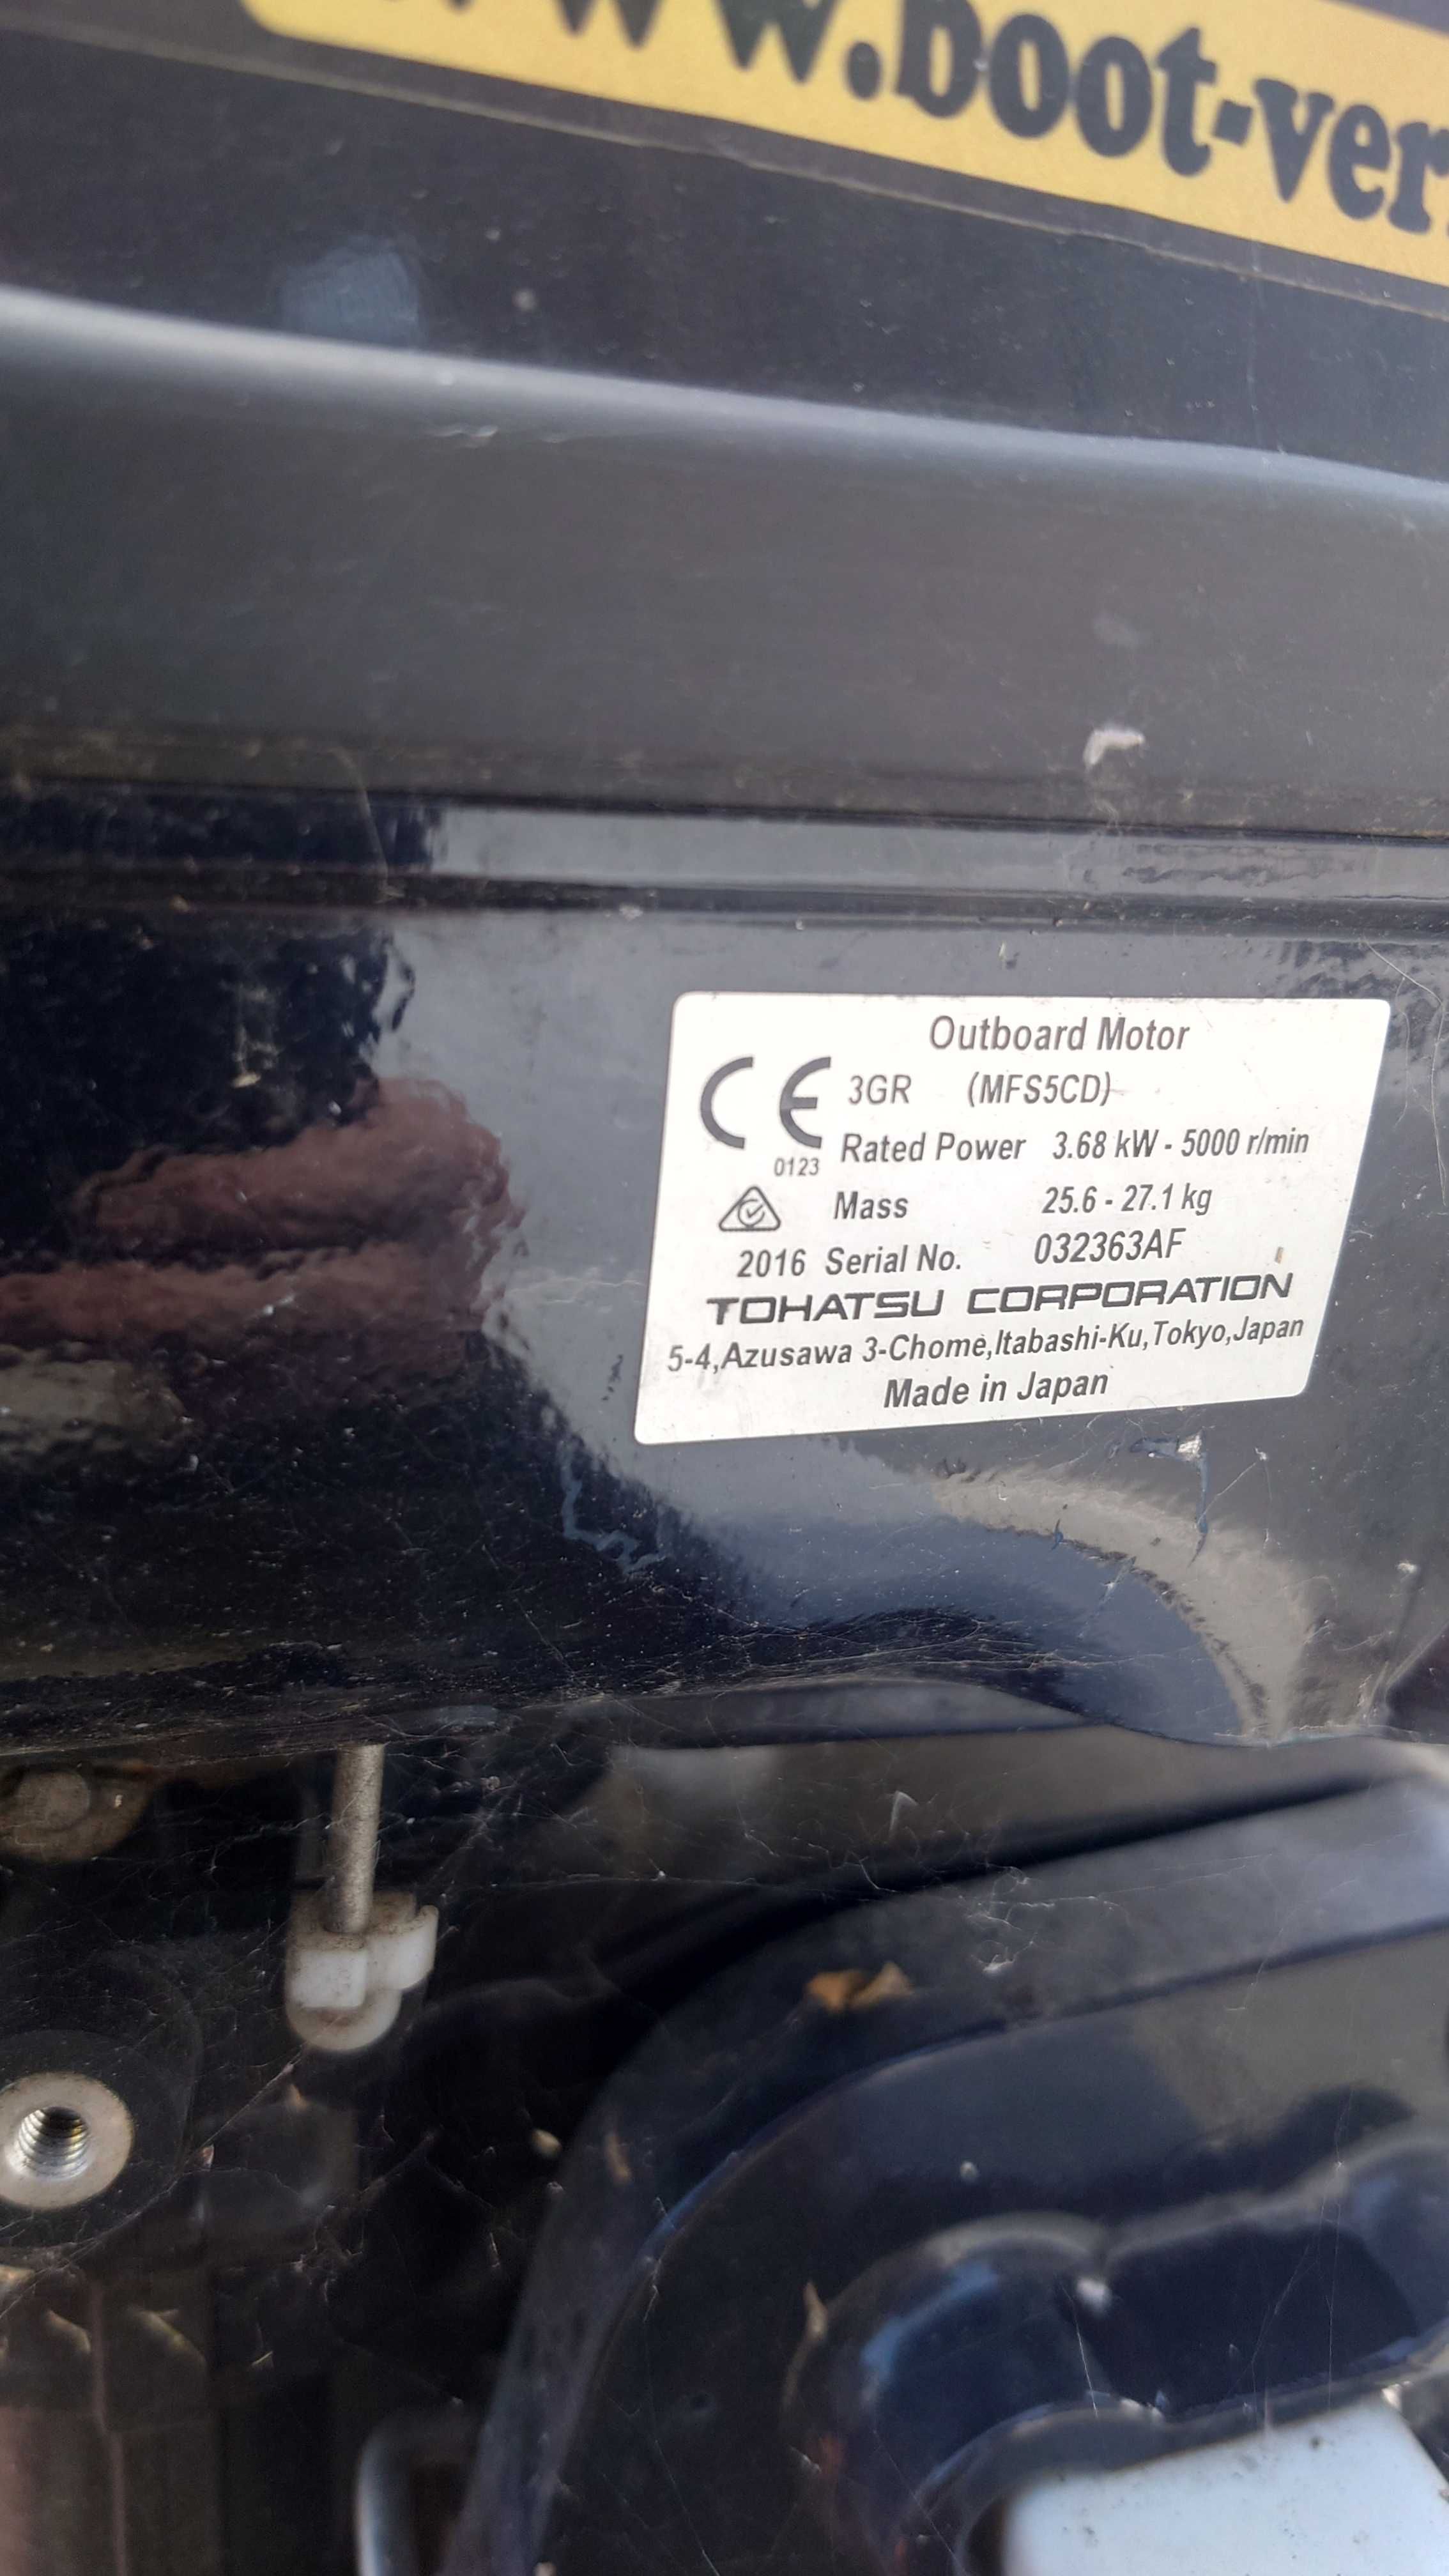 www.boot-ver
Outboard Motor
CE 3GR (MFS5CD)
0123 Rated Power 3.68 kW - 5000 r/min
Mass 25.6 - 27.1 kg
2016 Serial No. 032363AF
TOHATSU CORPORATION
5-4,Azusawa 3-Chome,Itabashi-Ku,Tokyo,Japan
Made in Japan